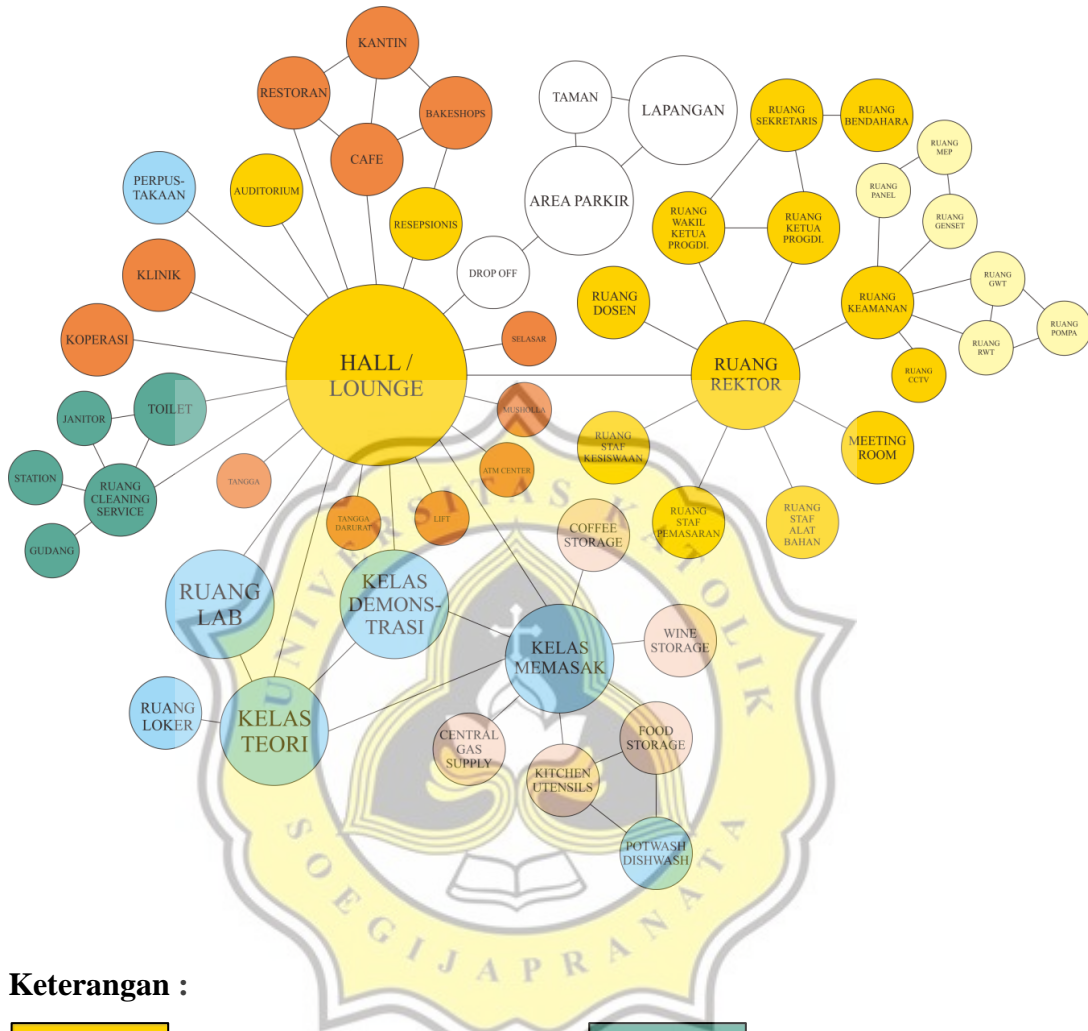 KANTIN
RESTORAN
BAKESHOPS
CAFE
TAMAN
LAPANGAN
AREA PARKIR
DROP OFF
RUANG
SEKRETARIS
RUANG
BENDAHARA
RUANG
MEP
RUANG
PANEL
RUANG
GENSET
PERPUS-
TAKAAN
AUDITORIUM
RESEPSIONIS
RUANG
WAKIL
KETUA
PROGDI.
RUANG
KETUA
PROGDI.
KLINIK
RUANG
DOSEN
RUANG
KEAMANAN
RUANG
GWT
RUANG
POMPA
RUANG
RWT
RUANG
CCTV
KOPERASI
HALL /
LOUNGE
SELASAR
RUANG
REKTOR
TOILET
JANITOR
MUSHOLLA
RUANG
STAF
KESISWAAN
MEETING
ROOM
STATION
RUANG
CLEANING
SERVICE
TANGGA
ATM CENTER
GUDANG
TANGGA
DARURAT
LIFT
COFFEE
STORAGE
RUANG
STAF
PEMASARAN
RUANG
STAF
ALAT
BAHAN
RUANG
LAB
KELAS
DEMONS-
TRASI
KELAS
MEMASAK
WINE
STORAGE
RUANG
LOKER
KELAS
TEORI
CENTRAL
GAS
SUPPLY
KITCHEN
UTENSILS
FOOD
STORAGE
POTWASH
DISHWASH
UNIVERSITAS KATOLIK
SOEGIJAPRANATA
Keterangan :